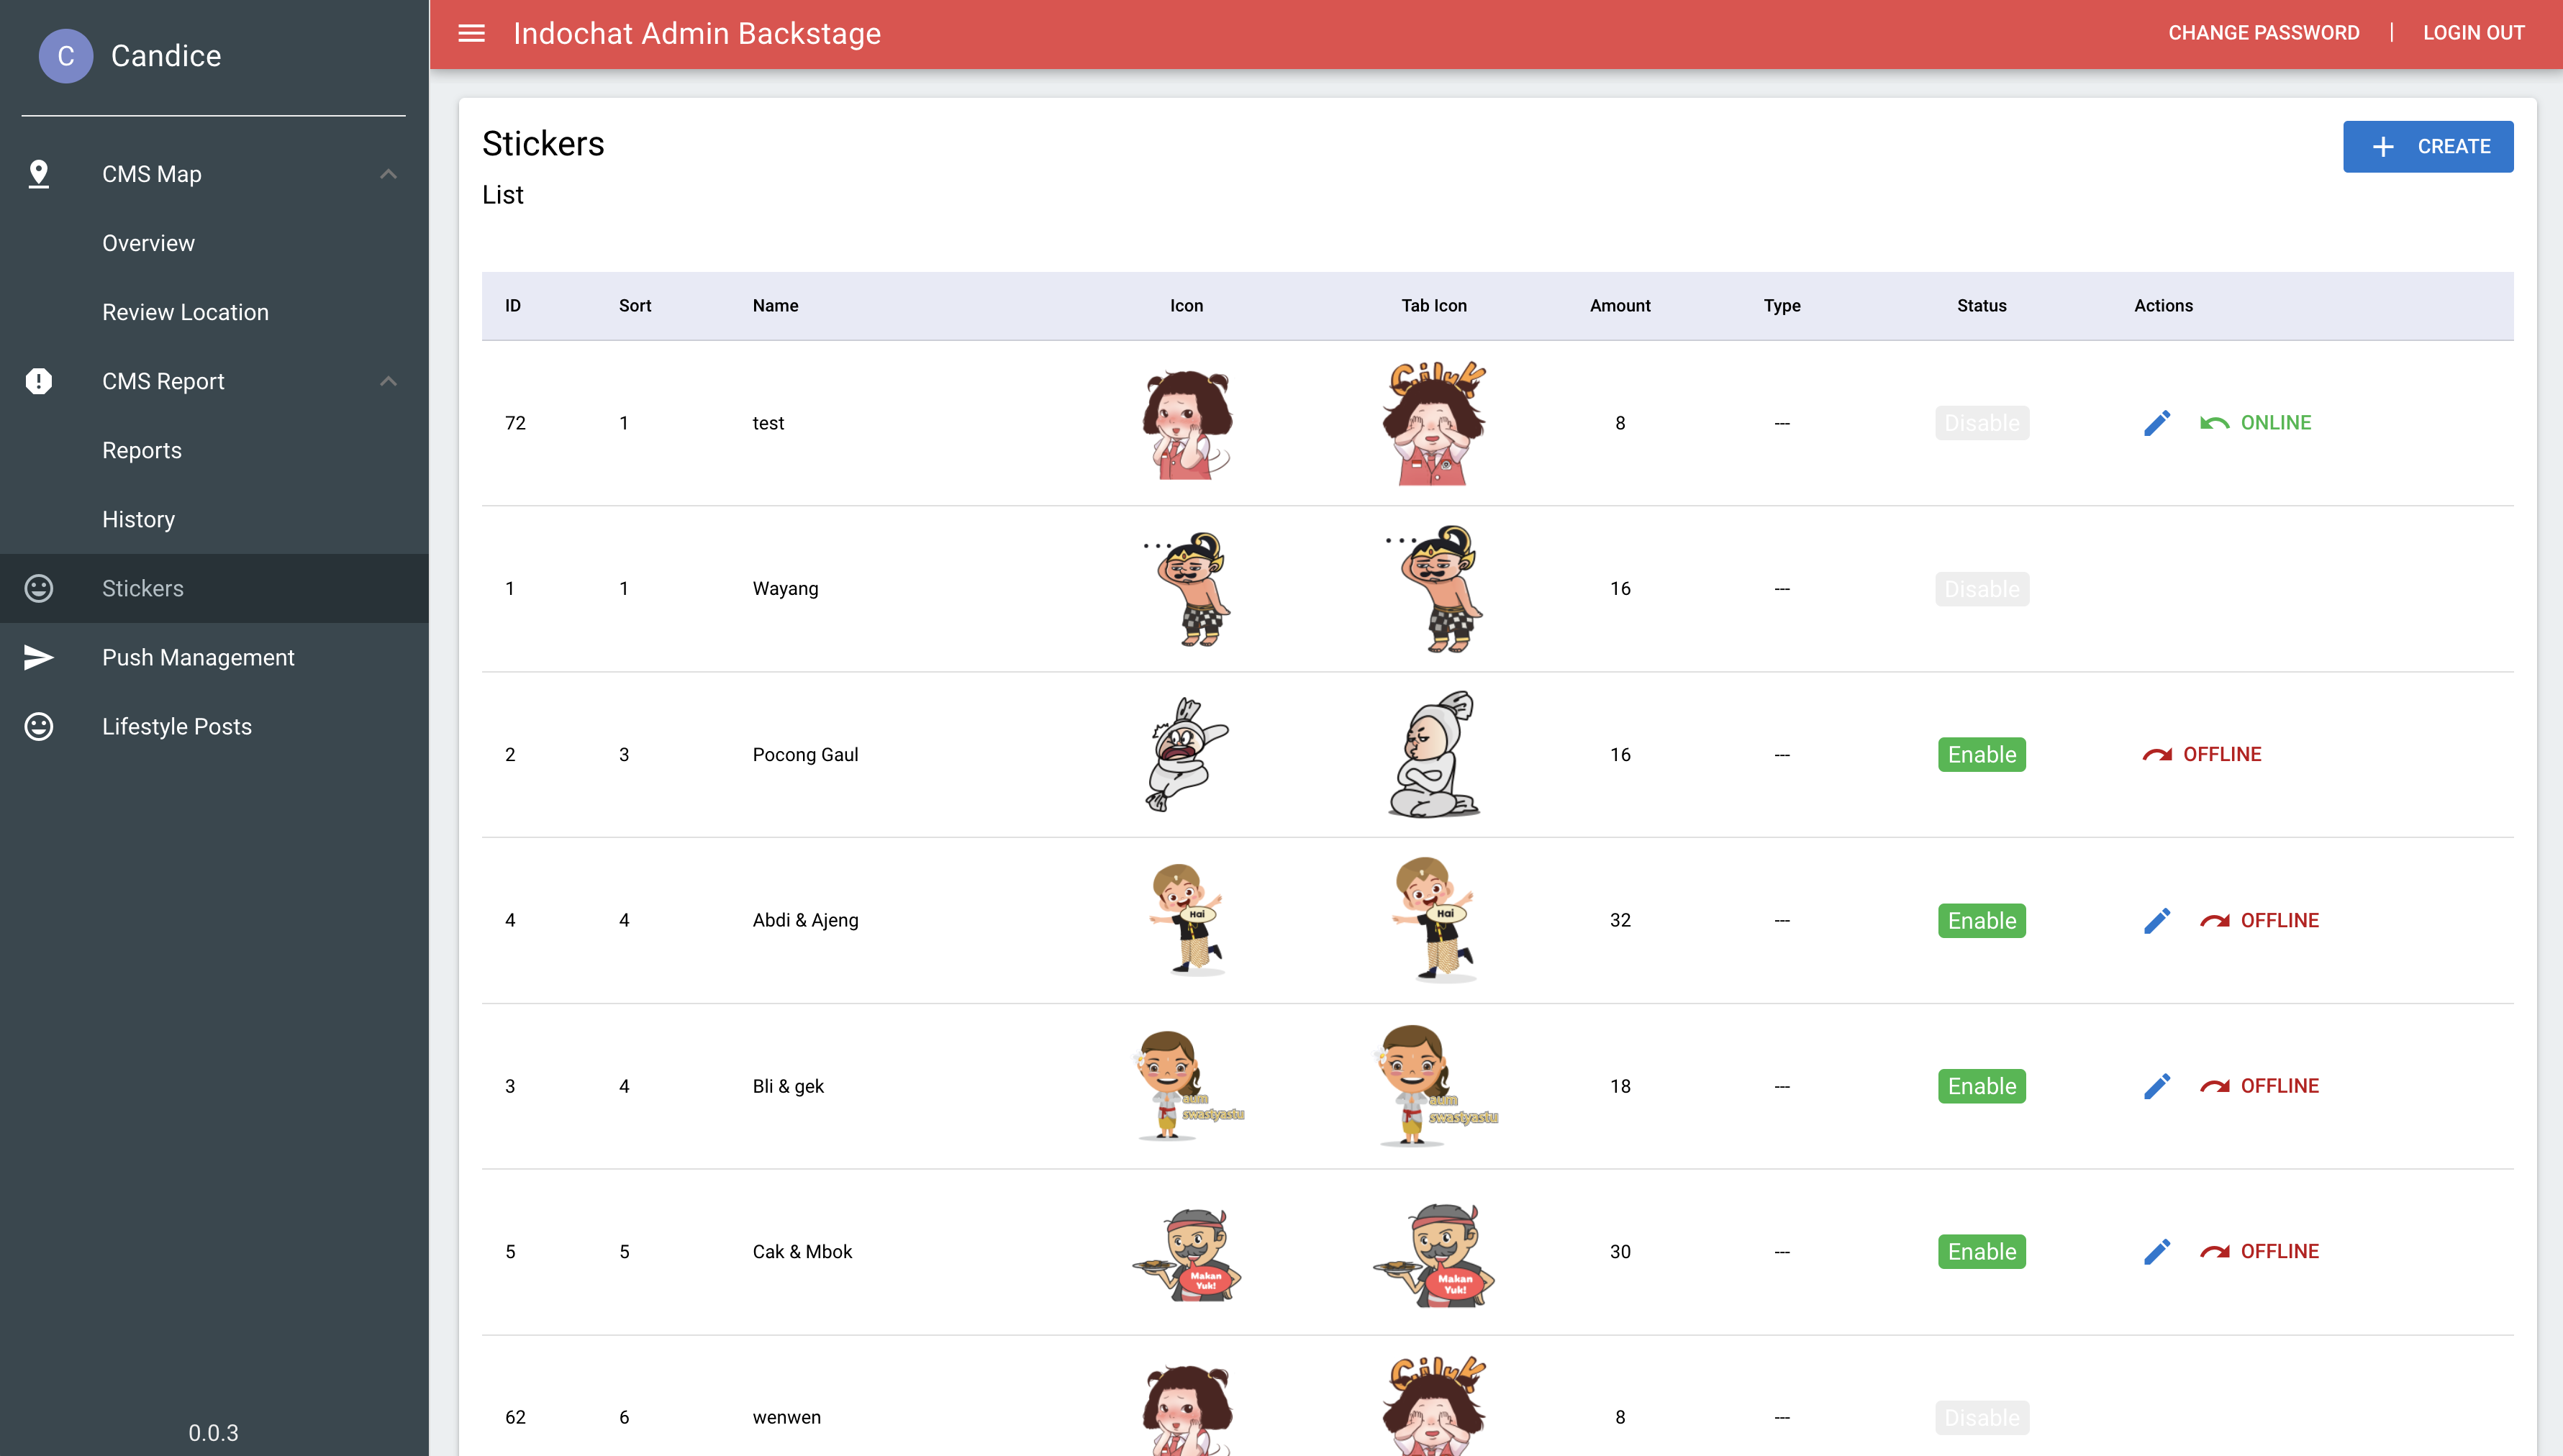 C Candice
Indochat Admin Backstage
CHANGE PASSWORD | LOGIN OUT
CMS Map
Overview
Review Location
CMS Report
Reports
History
Stickers
Push Management
Lifestyle Posts
0.0.3
Stickers
CREATE
List
ID Sort Name Icon Tab Icon Amount Type Status Actions
Ciluk
72 1 test 8 --- Disable ONLINE
...
...
1 1 Wayang 16 --- Disable
2 3 Pocong Gaul 16 --- Enable OFFLINE
Hai
Hai
4 4 Abdi & Ajeng 32 --- Enable OFFLINE
3 4 Bli & gek 18 --- Enable OFFLINE
aum
swastyastu
aum
swastyastu
5 5 Cak & Mbok 30 --- Enable OFFLINE
Makan
Yuk!
Makan
Yuk!
Ciluk
62 6 wenwen 8 --- Disable